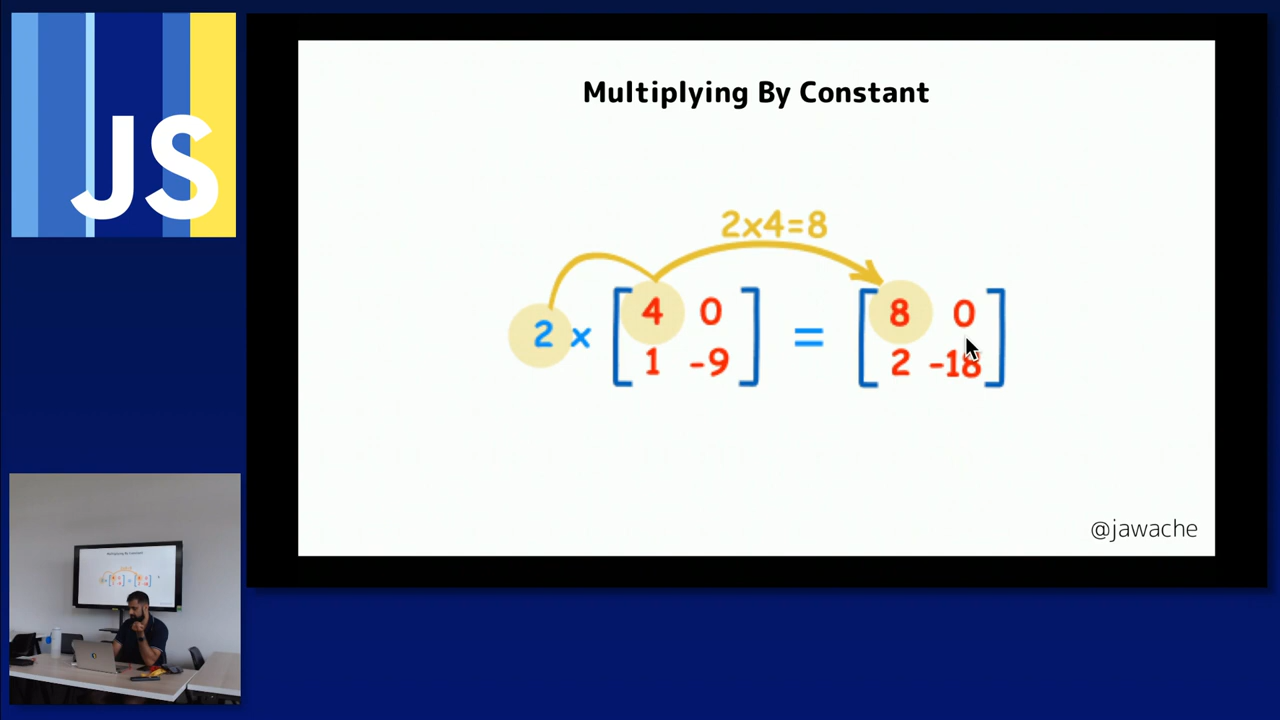 JS
Multiplying By Constant
2x4=8
2 x [ 4 0 ] = [ 8 0 ]
[ 1 -9 ] [ 2 -18 ]
@jawache